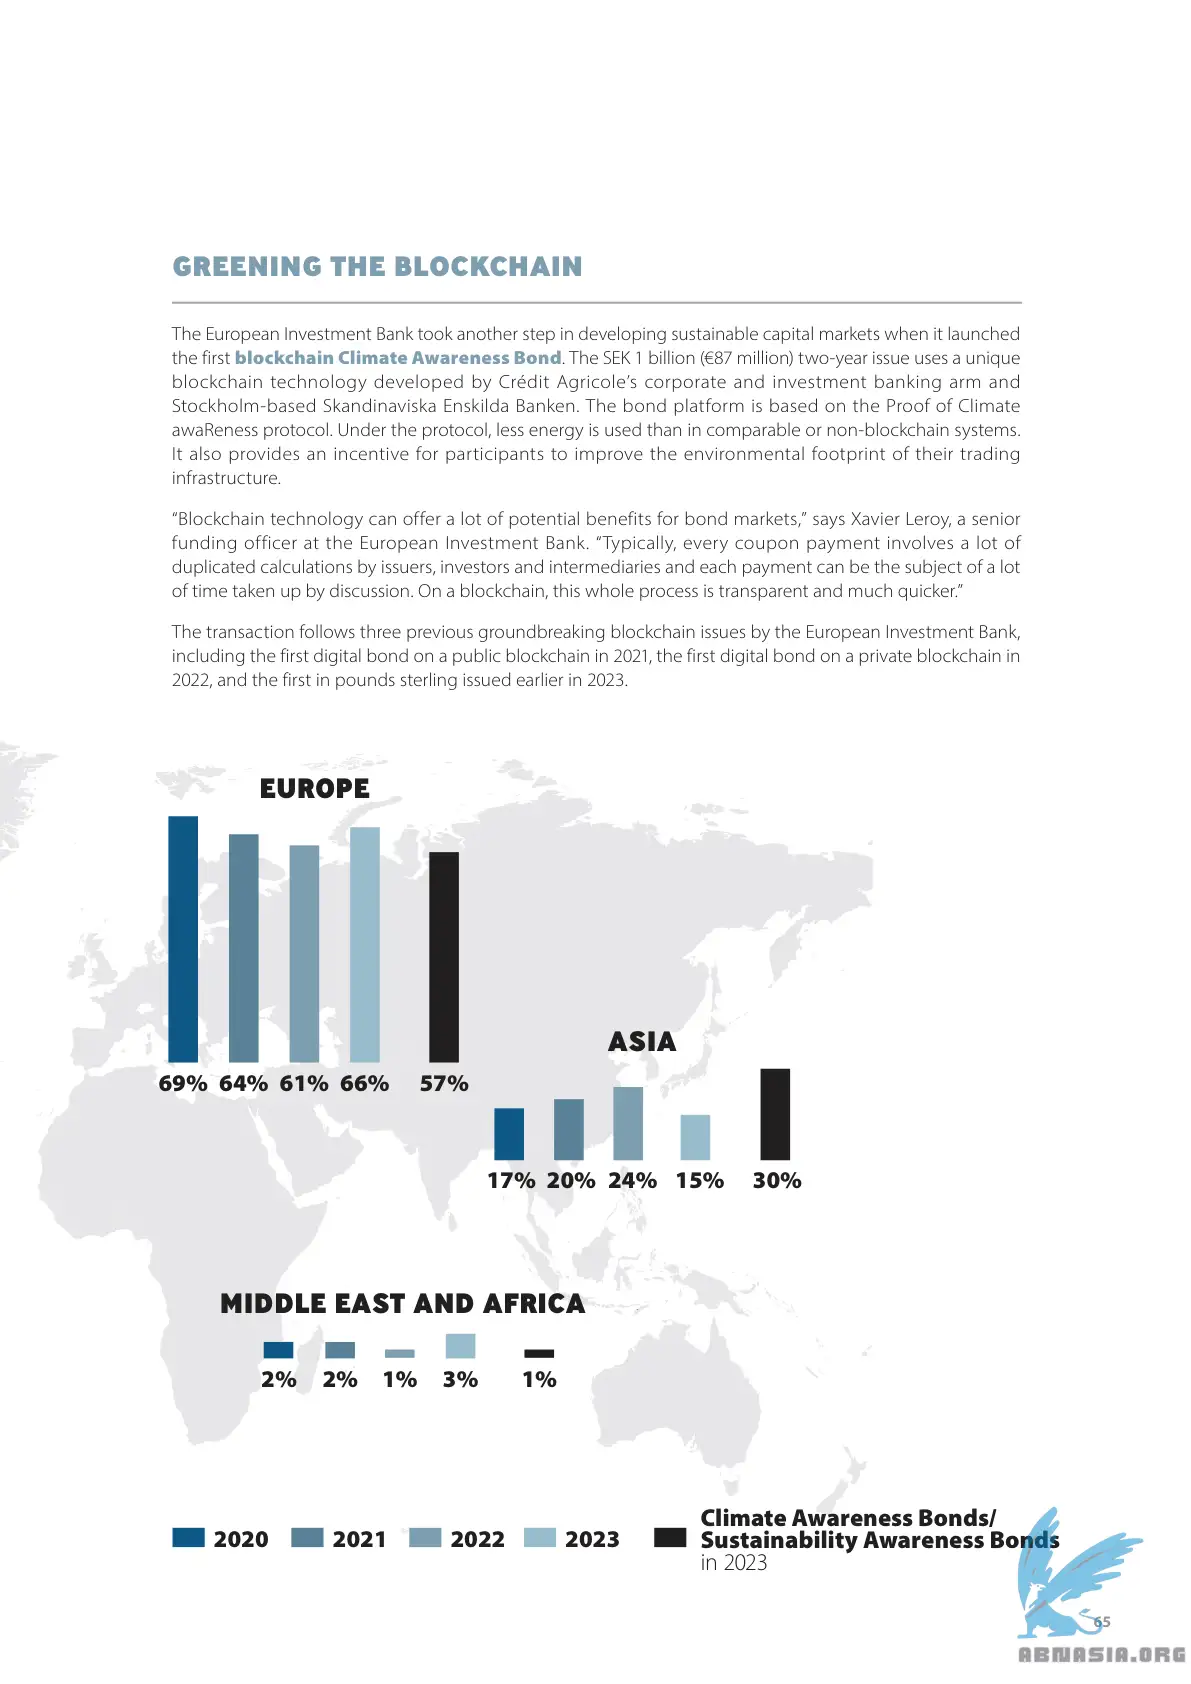 GREENING THE BLOCKCHAIN
The European Investment Bank took another step in developing sustainable capital markets when it launched
the first blockchain Climate Awareness Bond. The SEK 1 billion (€87 million) two-year issue uses a unique
blockchain technology developed by Crédit Agricole’s corporate and investment banking arm and
Stockholm-based Skandinaviska Enskilda Banken. The bond platform is based on the Proof of Climate
awaReness protocol. Under the protocol, less energy is used than in comparable or non-blockchain systems.
It also provides an incentive for participants to improve the environmental footprint of their trading
infrastructure.
“Blockchain technology can offer a lot of potential benefits for bond markets,” says Xavier Leroy, a senior
funding officer at the European Investment Bank. “Typically, every coupon payment involves a lot of
duplicated calculations by issuers, investors and intermediaries and each payment can be the subject of a lot
of time taken up by discussion. On a blockchain, this whole process is transparent and much quicker.”
The transaction follows three previous groundbreaking blockchain issues by the European Investment Bank,
including the first digital bond on a public blockchain in 2021, the first digital bond on a private blockchain in
2022, and the first in pounds sterling issued earlier in 2023.
EUROPE
69% 64% 61% 66% 57%
ASIA
17% 20% 24% 15% 30%
MIDDLE EAST AND AFRICA
2% 2% 1% 3% 1%
2020 2021 2022 2023
Climate Awareness Bonds/
Sustainability Awareness Bonds
in 2023
65
ABNASIA.ORG